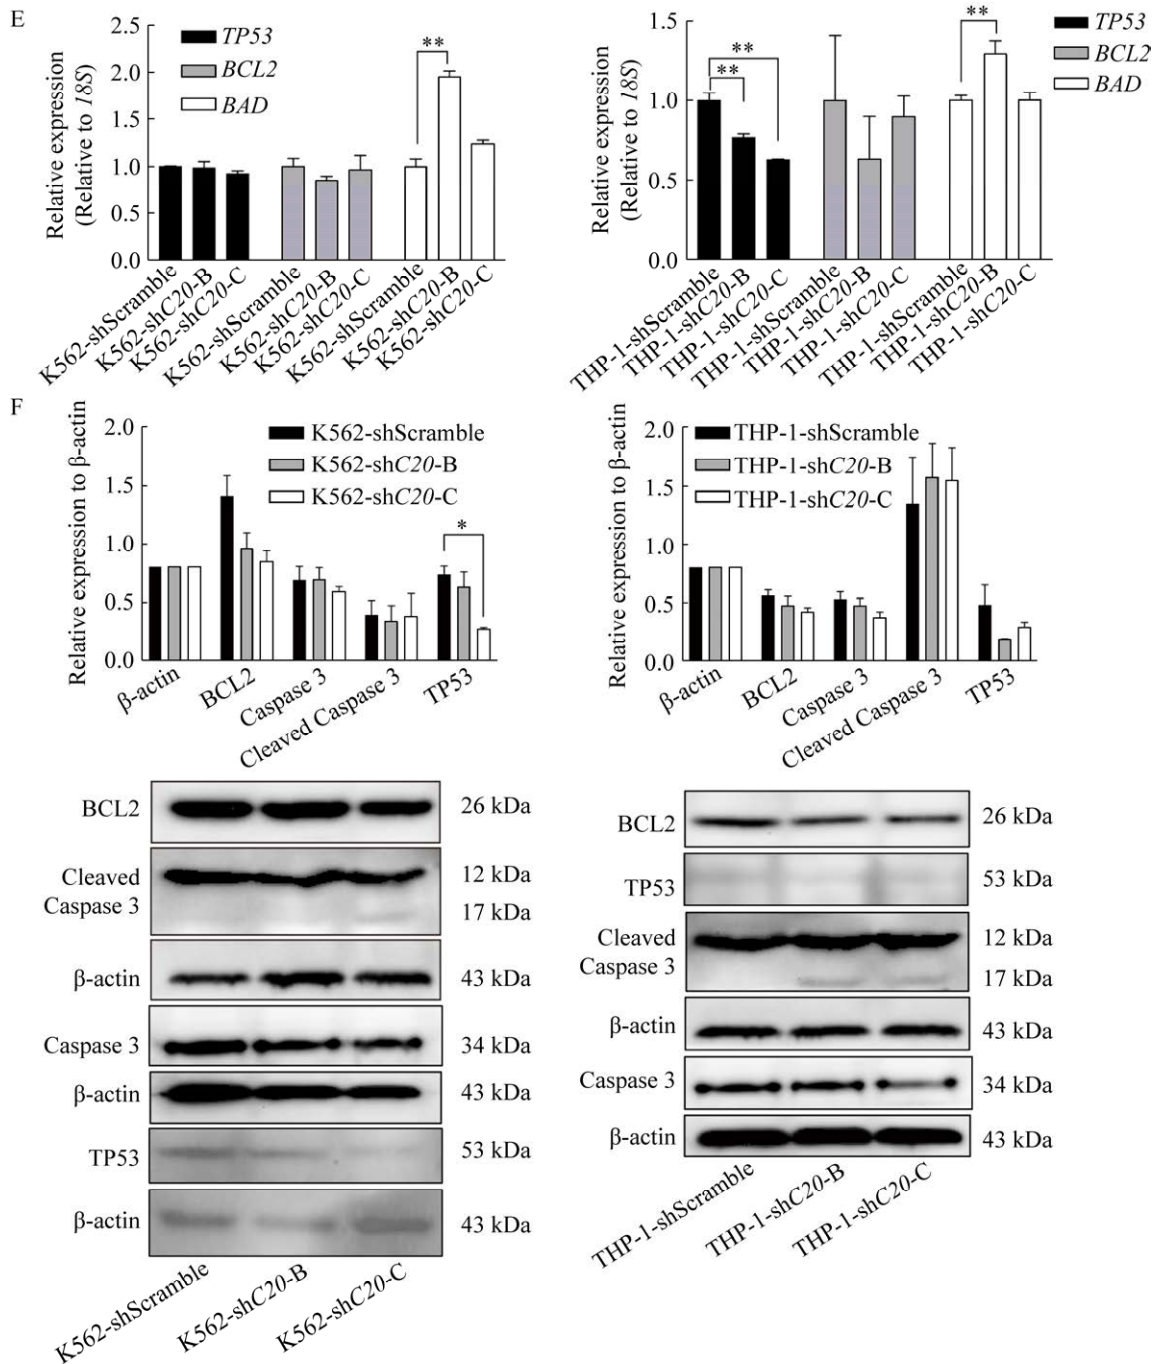 E
Relative expression
(Relative to 18S)
2.5
2.0
1.5
1.0
0.5
0.0
TP53
BCL2
BAD
**
K562-shScramble
K562-shC20-B
K562-shC20-C
K562-shScramble
K562-shC20-B
K562-shC20-C
K562-shScramble
K562-shC20-B
K562-shC20-C
Relative expression
(Relative to 18S)
1.5
1.0
0.5
0.0
**
**
**
TP53
BCL2
BAD
THP-1-shScramble
THP-1-shC20-B
THP-1-shC20-C
THP-1-shScramble
THP-1-shC20-B
THP-1-shC20-C
THP-1-shScramble
THP-1-shC20-B
THP-1-shC20-C
F
Relative expression to β-actin
2.0
1.5
1.0
0.5
0.0
K562-shScramble
K562-shC20-B
K562-shC20-C
*
β-actin
BCL2
Caspase 3
Cleaved Caspase 3
TP53
Relative expression to β-actin
2.0
1.5
1.0
0.5
0.0
THP-1-shScramble
THP-1-shC20-B
THP-1-shC20-C
β-actin
BCL2
Caspase 3
Cleaved Caspase 3
TP53
BCL2 26 kDa
Cleaved 12 kDa
Caspase 3 17 kDa
β-actin 43 kDa
Caspase 3 34 kDa
β-actin 43 kDa
TP53 53 kDa
β-actin 43 kDa
K562-shScramble
K562-shC20-B
K562-shC20-C
BCL2 26 kDa
TP53 53 kDa
Cleaved 12 kDa
Caspase 3 17 kDa
β-actin 43 kDa
Caspase 3 34 kDa
β-actin 43 kDa
THP-1-shScramble
THP-1-shC20-B
THP-1-shC20-C